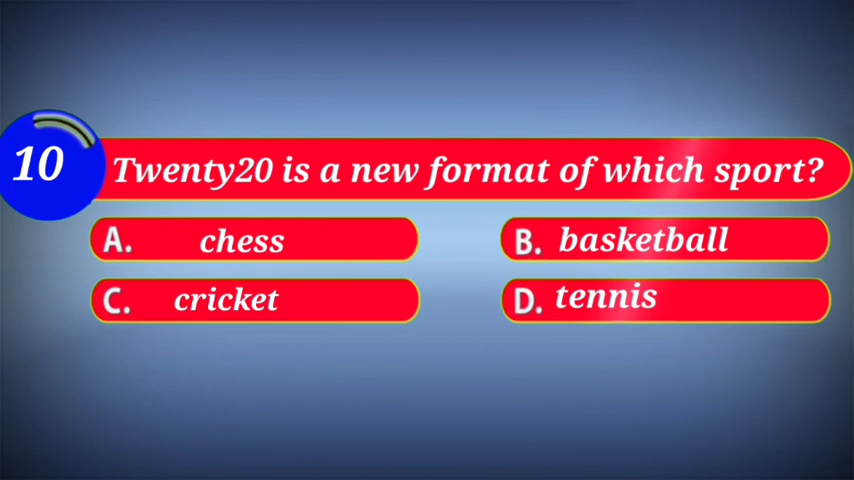 10
Twenty20 is a new format of which sport?
A. chess
B. basketball
C. cricket
D. tennis